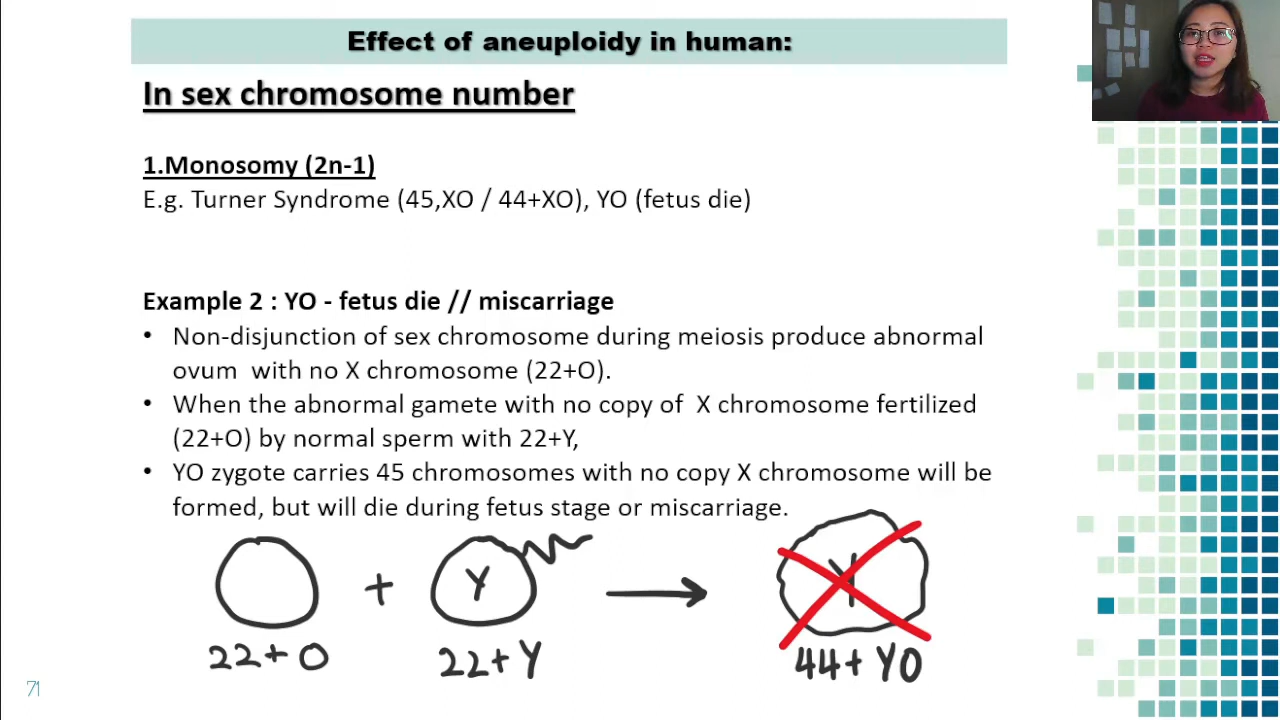 Effect of aneuploidy in human:
In sex chromosome number
1.Monosomy (2n-1)
E.g. Turner Syndrome (45,XO / 44+XO), YO (fetus die)
Example 2 : YO - fetus die // miscarriage
• Non-disjunction of sex chromosome during meiosis produce abnormal
ovum with no X chromosome (22+O).
• When the abnormal gamete with no copy of X chromosome fertilized
(22+O) by normal sperm with 22+Y,
• YO zygote carries 45 chromosomes with no copy X chromosome will be
formed, but will die during fetus stage or miscarriage.
+ Y Y
22+ O 22+ Y 44+ YO
71